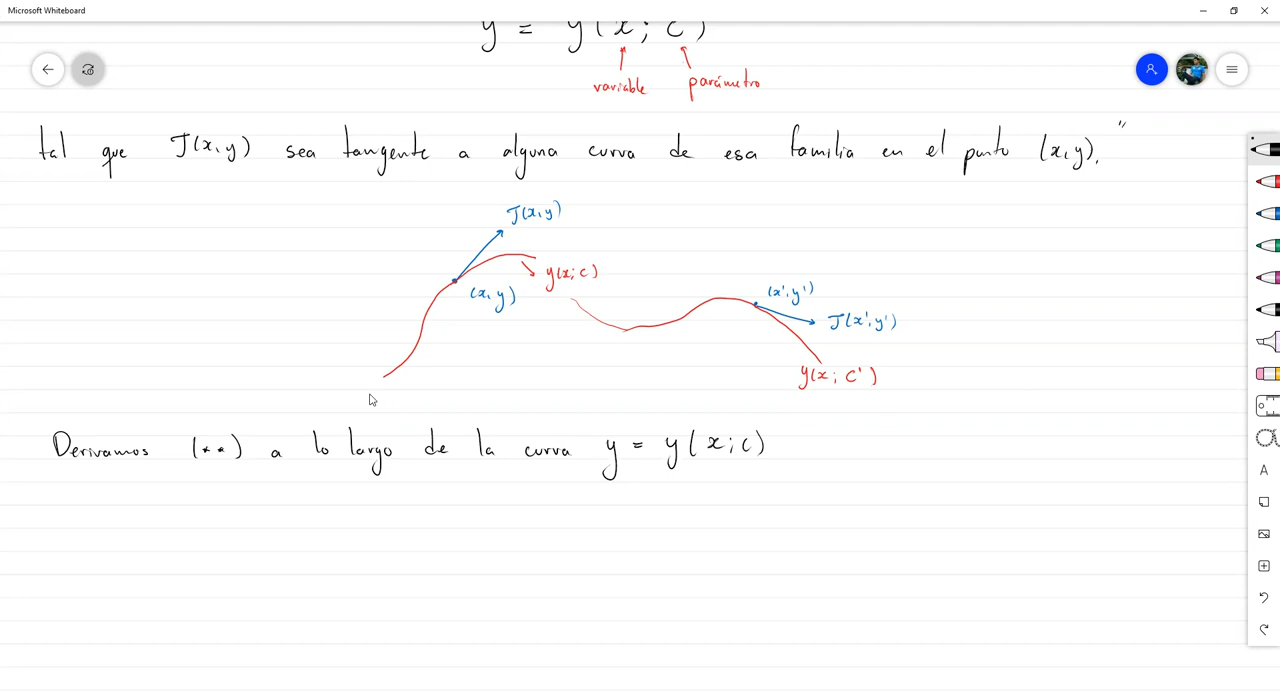 Microsoft Whiteboard
y = y(x; c)
variable parámetro
tal que J(x,y) sea tangente a alguna curva de esa familia en el punto (x,y)."
J(x,y)
y(x;c)
(x,y)
(x',y')
J(x',y')
y(x; c')
Derivamos (**) a lo largo de la curva y = y(x;c)
A